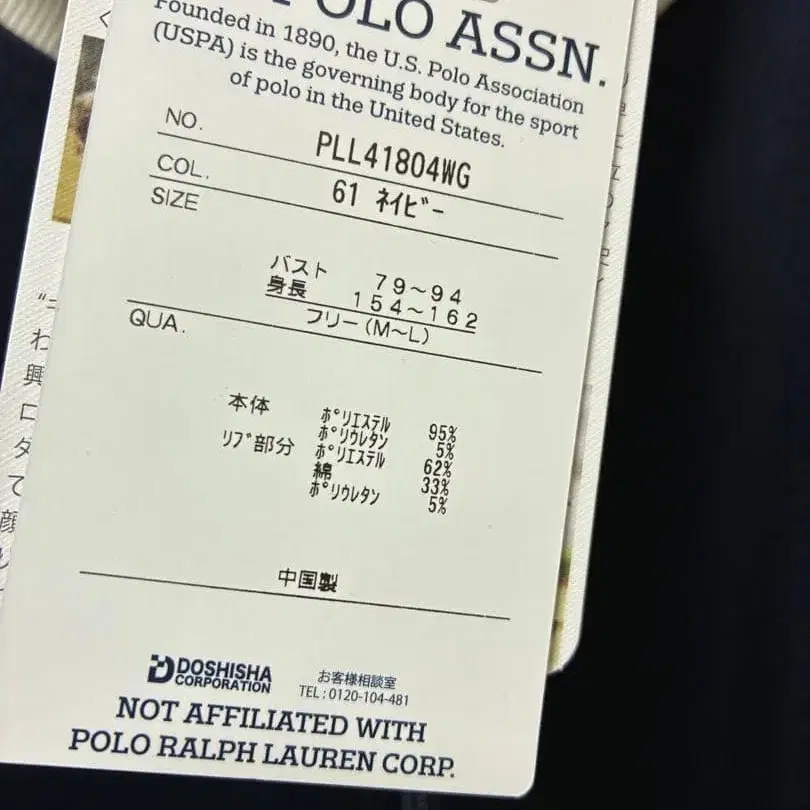 POLO ASSN.
Founded in 1890, the U.S. Polo Association
(USPA) is the governing body for the sport
of polo in the United States.
NO. PLL41804WG
COL. 61 ﾈｲﾋﾞｰ
SIZE
バスト 79～94
身長 154～162
フリー(M～L)
QUA.
本体 ﾎﾟﾘｴｽﾃﾙ 95%
ﾎﾟﾘｳﾚﾀﾝ 5%
ﾘﾌﾞ部分 ﾎﾟﾘｴｽﾃﾙ 62%
綿 33%
ﾎﾟﾘｳﾚﾀﾝ 5%
中国製
DOSHISHA
CORPORATION
お客様相談室
TEL：0120-104-481
NOT AFFILIATED WITH
POLO RALPH LAUREN CORP.